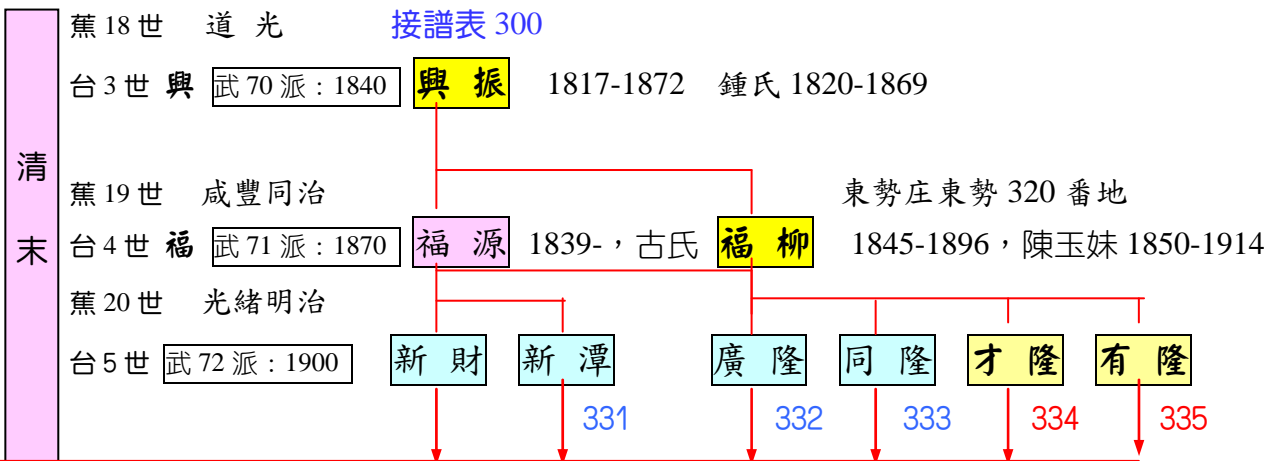 清末
蕉 18 世 道 光 接譜表 300
台 3 世 興 武 70 派：1840 興 振 1817-1872 鍾氏 1820-1869
蕉 19 世 咸豐同治 東勢庄東勢 320 番地
台 4 世 福 武 71 派：1870 福 源 1839-，古氏 福 柳 1845-1896，陳玉妹 1850-1914
蕉 20 世 光緒明治
台 5 世 武 72 派：1900 新 財 新 潭 廣 隆 同 隆 才 隆 有 隆
331 332 333 334 335